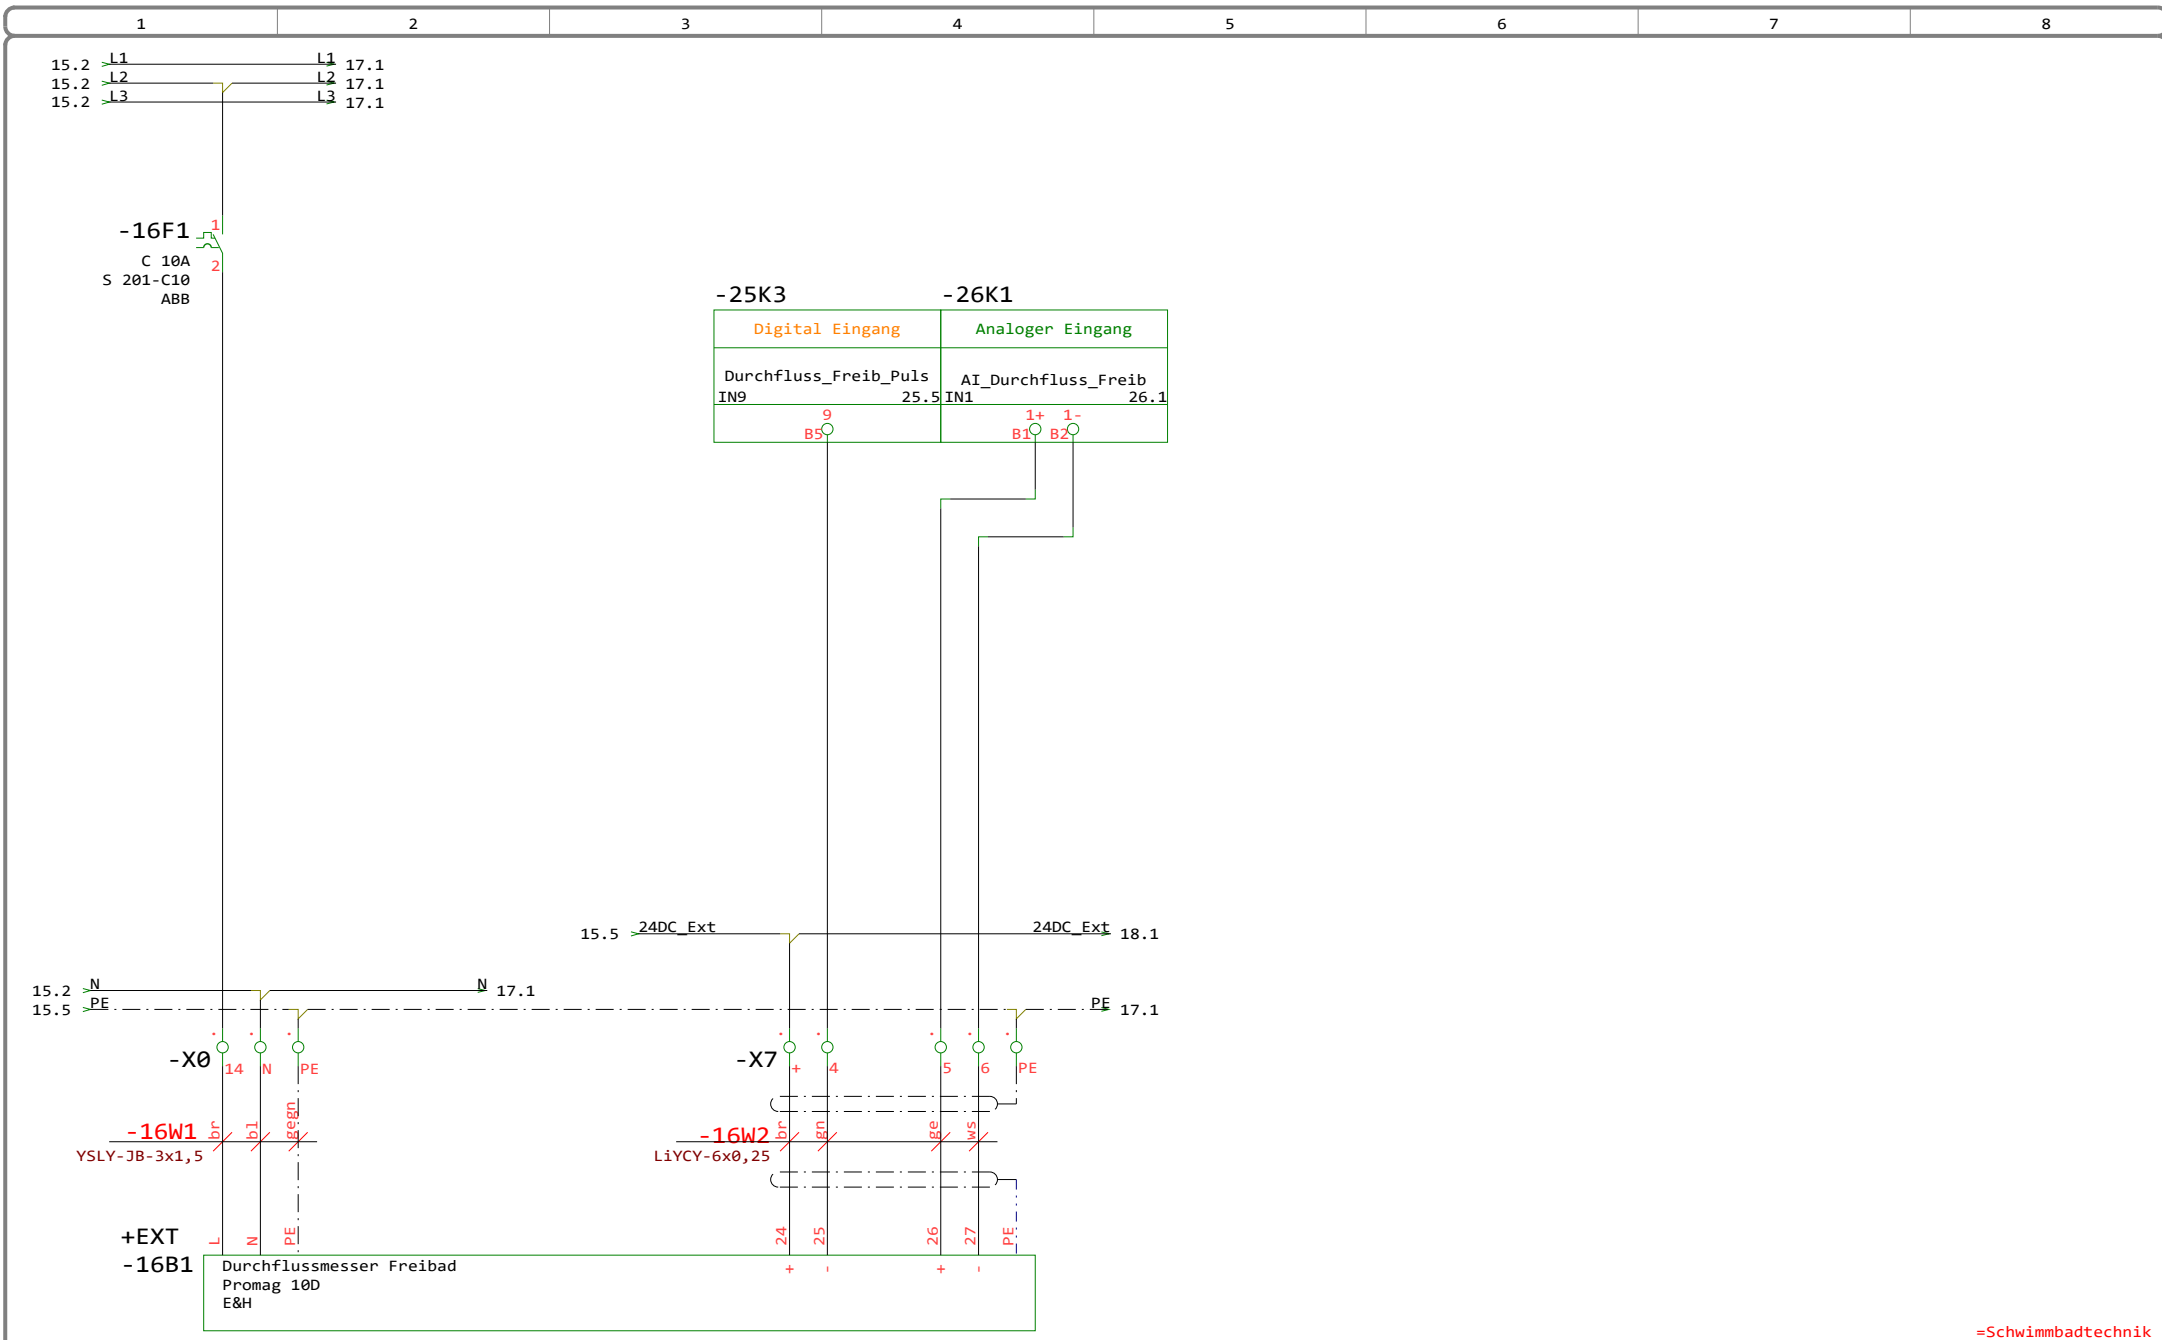 1 2 3 4 5 6 7 8
15.2 L1 L1 17.1
15.2 L2 L2 17.1
15.2 L3 L3 17.1
-16F1 1
C 10A 2
S 201-C10
ABB
-25K3 -26K1
Digital Eingang Analoger Eingang
Durchfluss_Freib_Puls AI_Durchfluss_Freib
IN9 25.5 IN1 26.1
9 1+ 1-
B5 B1 B2
15.5 24DC_Ext 24DC_Ext 18.1
15.2 N N 17.1
15.5 PE PE 17.1
-X0 -X7
14 N PE + 4 5 6 PE
-16W1 br bl gegn -16W2 br gn ge ws
YSLY-JB-3x1,5 LiYCY-6x0,25
+EXT L N PE 24 25 26 27 PE
-16B1 Durchflussmesser Freibad + - + -
Promag 10D
E&H
=Schwimmbadtechnik